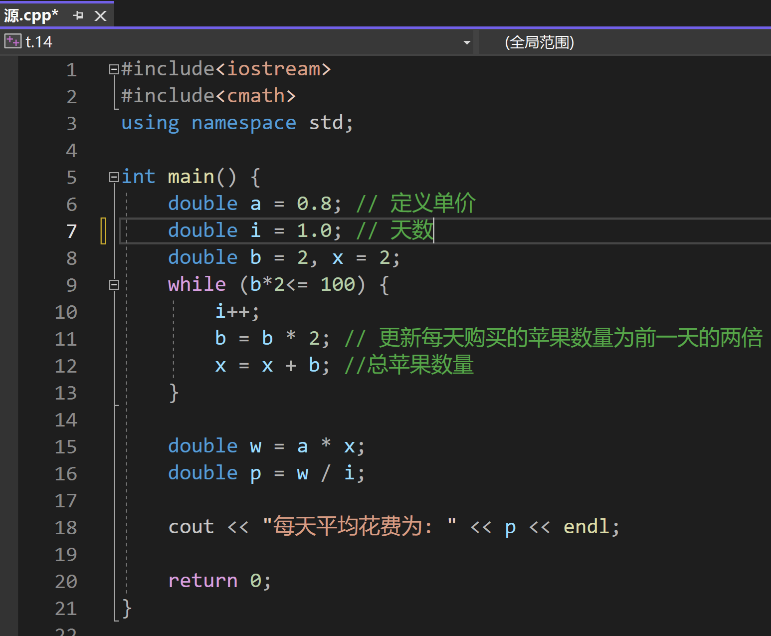 源.cpp*
t.14 (全局范围)
1 #include<iostream>
2 #include<cmath>
3 using namespace std;
4
5 int main() {
6 double a = 0.8; // 定义单价
7 double i = 1.0; // 天数
8 double b = 2, x = 2;
9 while (b*2<= 100) {
10 i++;
11 b = b * 2; // 更新每天购买的苹果数量为前一天的两倍
12 x = x + b; //总苹果数量
13 }
14
15 double w = a * x;
16 double p = w / i;
17
18 cout << "每天平均花费为: " << p << endl;
19
20 return 0;
21 }
22